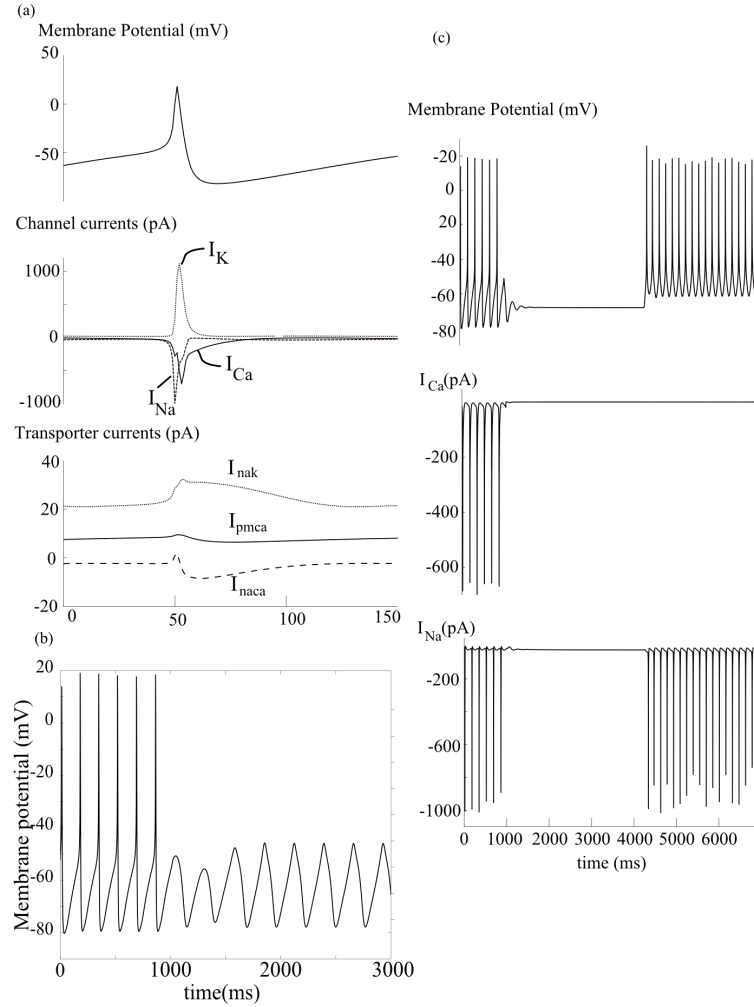 (a)
Membrane Potential (mV)
50
0
-50
Channel currents (pA)
1000
0
-1000
I_K
I_Ca
I_Na
Transporter currents (pA)
40
20
0
-20
I_nak
I_pmca
I_naca
0 50 100 150
(b)
Membrane potential (mV)
20
0
-20
-40
-60
-80
0 1000 2000 3000
time(ms)
(c)
Membrane Potential (mV)
-20
0
-20
-40
-60
-80
I_Ca(pA)
-200
-400
-600
I_Na(pA)
-200
-600
-1000
0 1000 2000 3000 4000 5000 6000
time (ms)